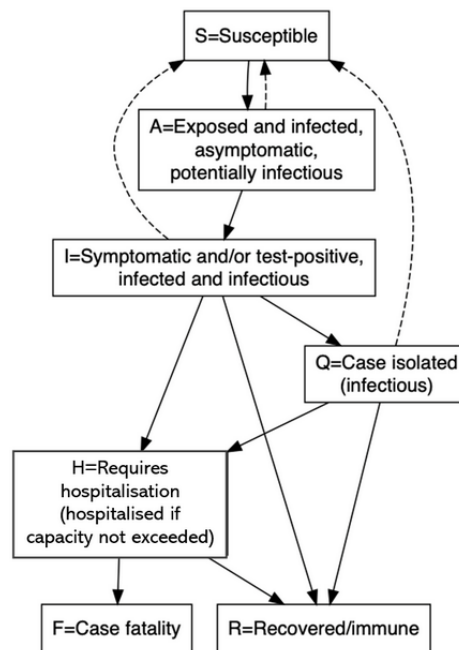 S=Susceptible
A=Exposed and infected,
asymptomatic,
potentially infectious
I=Symptomatic and/or test-positive,
infected and infectious
Q=Case isolated
(infectious)
H=Requires
hospitalisation
(hospitalised if
capacity not exceeded)
F=Case fatality
R=Recovered/immune